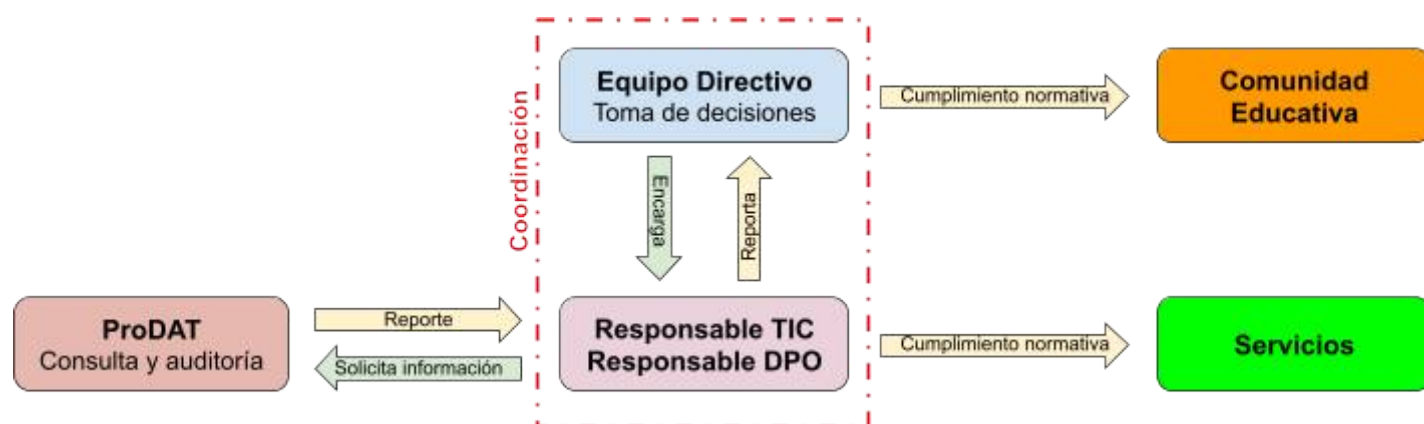 Equipo Directivo
Toma de decisiones
Cumplimiento normativa
Comunidad
Educativa
Coordinación
Encarga
Reporta
ProDAT
Consulta y auditoría
Reporte
Solicita información
Responsable TIC
Responsable DPO
Cumplimiento normativa
Servicios